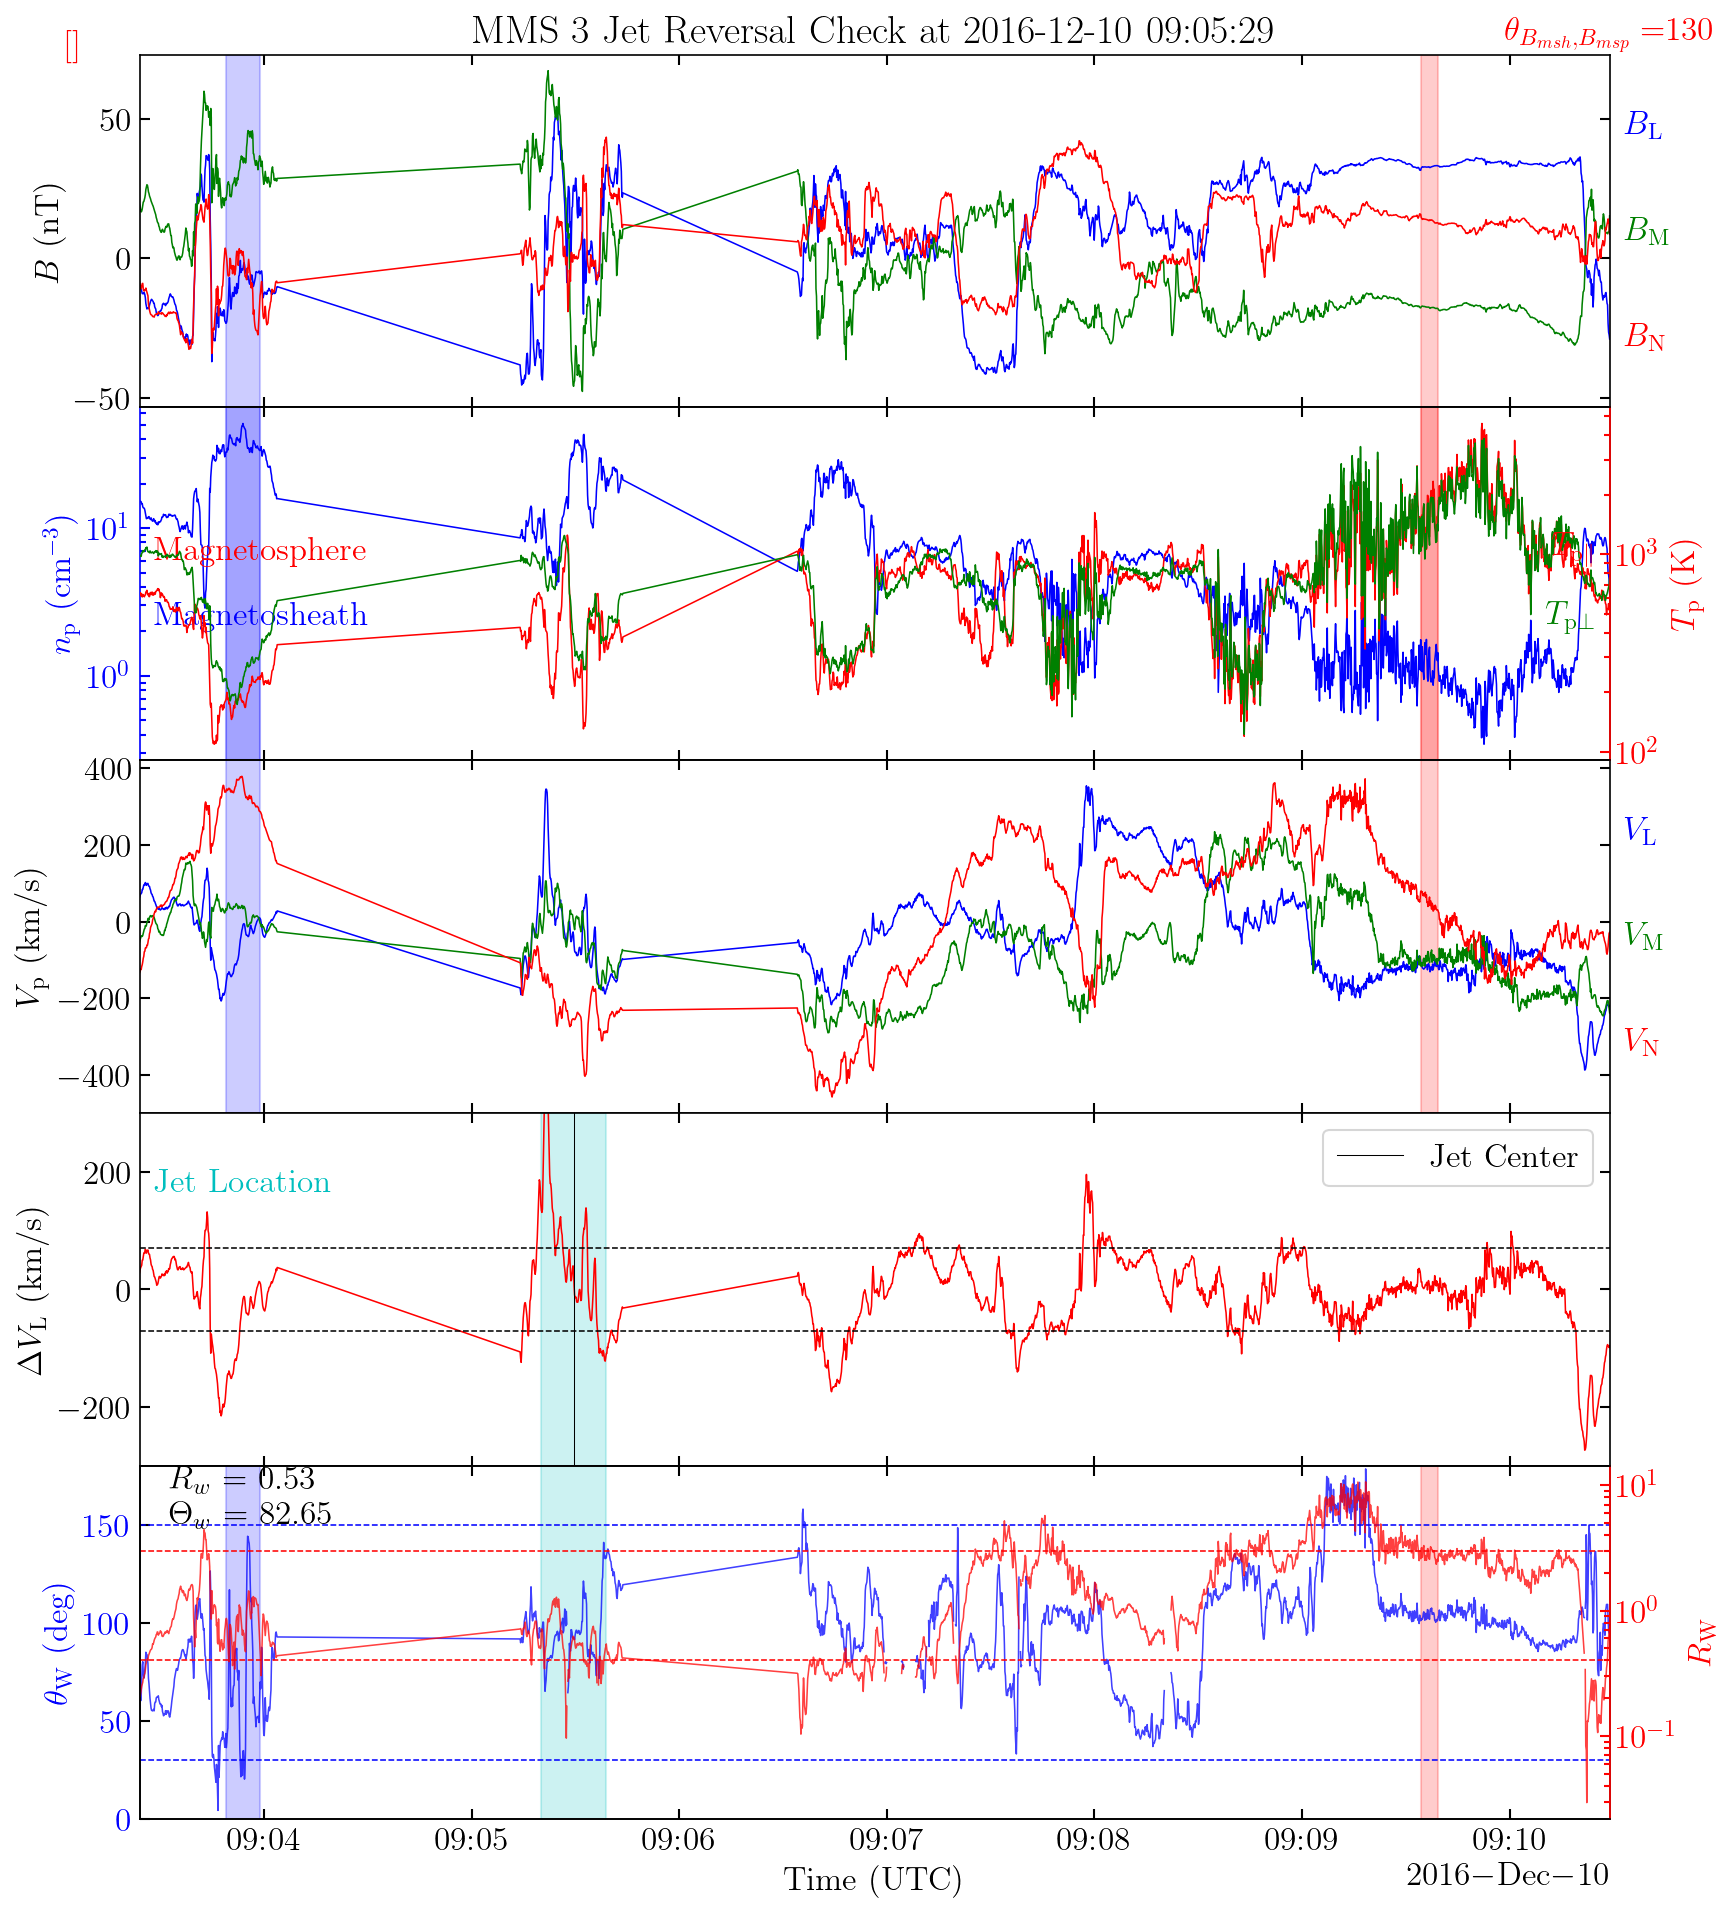 MMS 3 Jet Reversal Check at 2016-12-10 09:05:29
[]
θ_{B_{msh},B_{msp}} =130
50
0
−50
B (nT)
B_L
B_M
B_N
10^1
10^0
n_p (cm^{−3})
Magnetosphere
Magnetosheath
T_{p⊥}
10^3
10^2
T_p (K)
400
200
0
−200
−400
V_p (km/s)
V_L
V_M
V_N
200
0
−200
ΔV_L (km/s)
Jet Location
Jet Center
R_w = 0.53
Θ_w = 82.65
150
100
50
0
θ_W (deg)
10^1
10^0
10^{−1}
R_W
09:04 09:05 09:06 09:07 09:08 09:09 09:10
Time (UTC)
2016−Dec−10